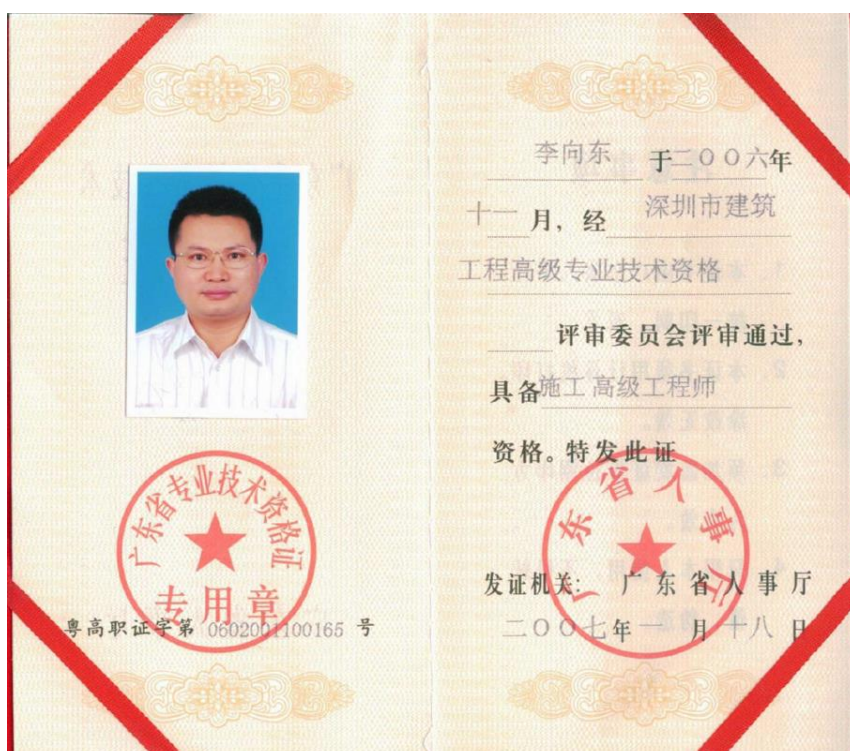 广东省专业技术资格证
专用章
粤高职证字第 0602001100165 号
李向东 于二〇〇六年
十一月，经 深圳市建筑
工程高级专业技术资格
评审委员会评审通过，
具备施工高级工程师
资格。特发此证
广东省人事厅
发证机关： 广东省人事厅
二〇〇七年一月十八日